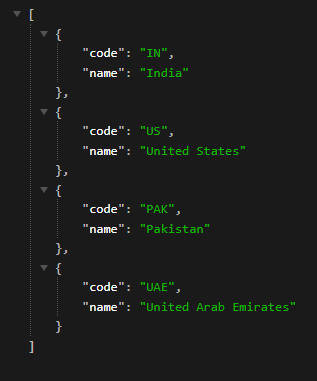 [
{
"code": "IN",
"name": "India"
},
{
"code": "US",
"name": "United States"
},
{
"code": "PAK",
"name": "Pakistan"
},
{
"code": "UAE",
"name": "United Arab Emirates"
}
]